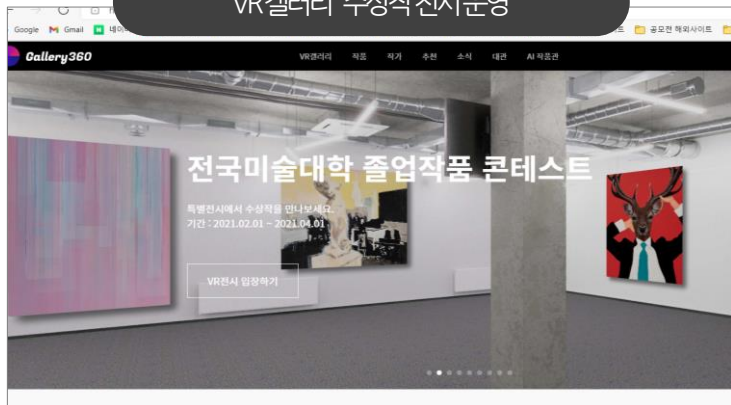 VR갤러리 수상작 전시 운영
Google Gmail 공모전 해외사이트
Gallery360
VR갤러리 작품 작가 추천 소식 대관 AI 작품관
전국미술대학 졸업작품 콘테스트
특별전시에서 수상작을 만나보세요.
기간 : 2021.02.01 ~ 2021.04.01
VR전시 입장하기